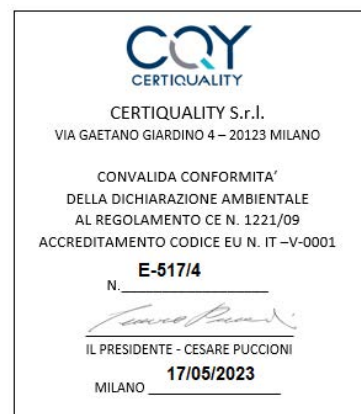 CQY
CERTIQUALITY
CERTIQUALITY S.r.l.
VIA GAETANO GIARDINO 4 – 20123 MILANO
CONVALIDA CONFORMITA’
DELLA DICHIARAZIONE AMBIENTALE
AL REGOLAMENTO CE N. 1221/09
ACCREDITAMENTO CODICE EU N. IT –V-0001
N. E-517/4
IL PRESIDENTE - CESARE PUCCIONI
MILANO 17/05/2023